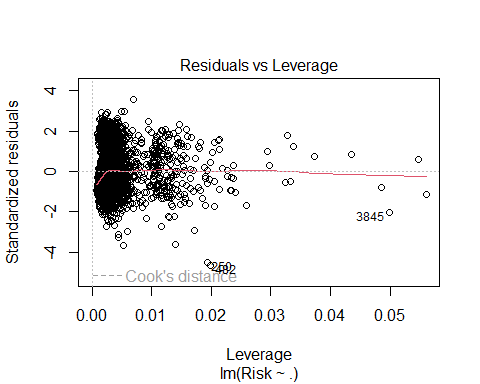 Residuals vs Leverage
Standardized residuals
4
2
0
-2
-4
3845
Cook's distance
0.00 0.01 0.02 0.03 0.04 0.05
Leverage
lm(Risk ~ .)